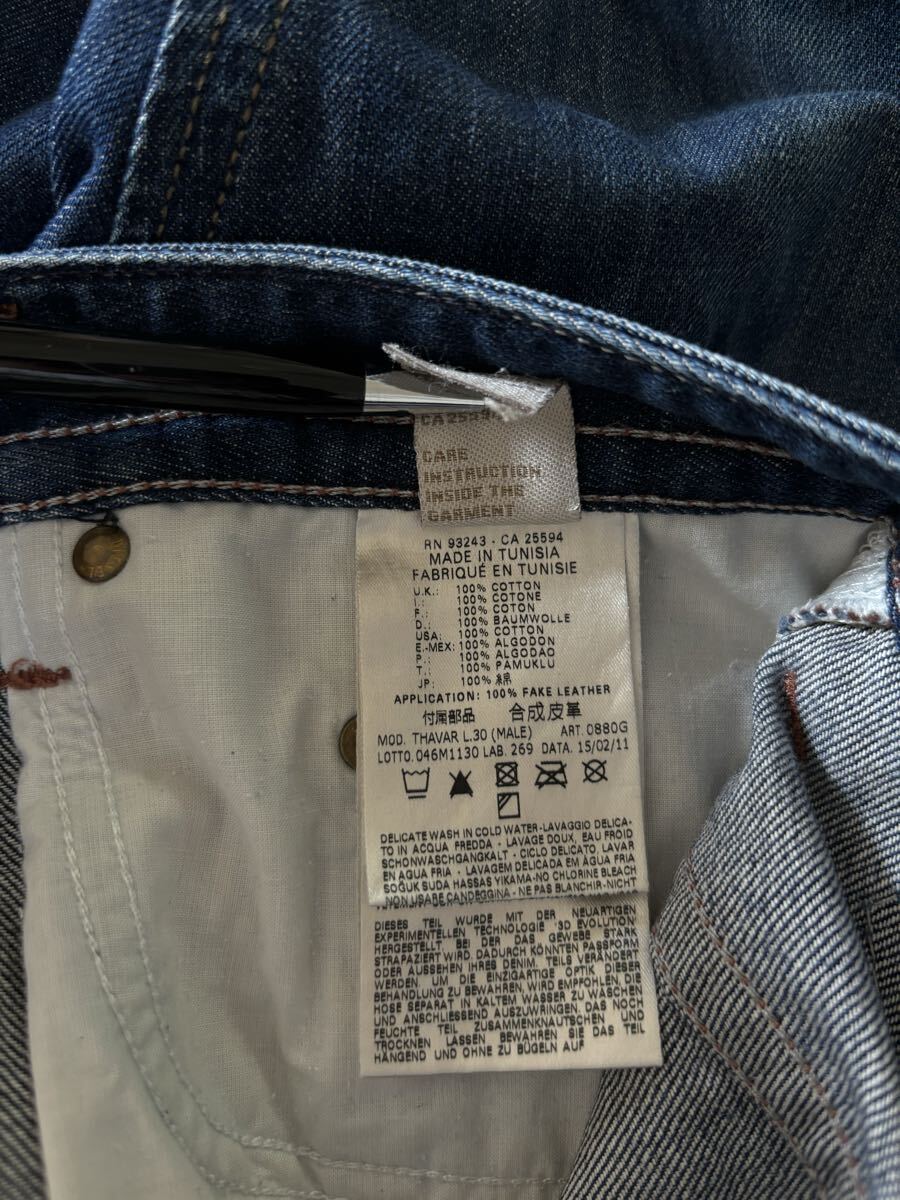 CA 2559
CARE
INSTRUCTION
INSIDE THE
GARMENT
RN 93243 - CA 25594
MADE IN TUNISIA
FABRIQUÉ EN TUNISIE
U.K.: 100% COTTON
I.: 100% COTONE
F.: 100% COTON
D.: 100% BAUMWOLLE
USA: 100% COTTON
E.-MEX: 100% ALGODON
P.: 100% ALGODAO
T.: 100% PAMUKLU
JP: 100% 綿
APPLICATION: 100% FAKE LEATHER
付属部品 合成皮革
MOD. THAVAR L.30 (MALE) ART. 0880G
LOTTO. 046M1130 LAB. 269 DATA. 15/02/11
DELICATE WASH IN COLD WATER-LAVAGGIO DELICA-
TO IN ACQUA FREDDA - LAVAGE DOUX, EAU FROID
SCHONWASCHGANGKALT - CICLO DELICATO, LAVAR
EN AGUA FRIA - LAVAGEM DELICADA EM ÁGUA FRIA
SOĞUK SUDA HASSAS YIKAMA-NO CHLORINE BLEACH
NON USARE CANDEGGINA - NE PAS BLANCHIR-NICHT
DIESES TEIL WURDE MIT DER NEUARTIGEN
EXPERIMENTELLEN TECHNOLOGIE '3D EVOLUTION'
HERGESTELLT, BEI DER DAS GEWEBE STARK
STRAPAZIERT WIRD. DADURCH KÖNNTEN PASSFORM
ODER AUSSEHEN IHRES DENIM. TEILS VERÄNDERT
WERDEN. UM DIE EINZIGARTIGE OPTIK DIESER
BEHANDLUNG ZU BEWAHREN, WIRD EMPFOHLEN, DIE
HOSE SEPARAT IN KALTEM WASSER ZU WASCHEN
UND ANSCHLIESSEND AUSZUWRINGEN. DAS NOCH
FEUCHTE TEIL ZUSAMMENKNAUTSCHEN UND
TROCKNEN LASSEN BEWAHREN SIE DAS TEIL
HÄNGEND UND OHNE ZU BÜGELN AUF